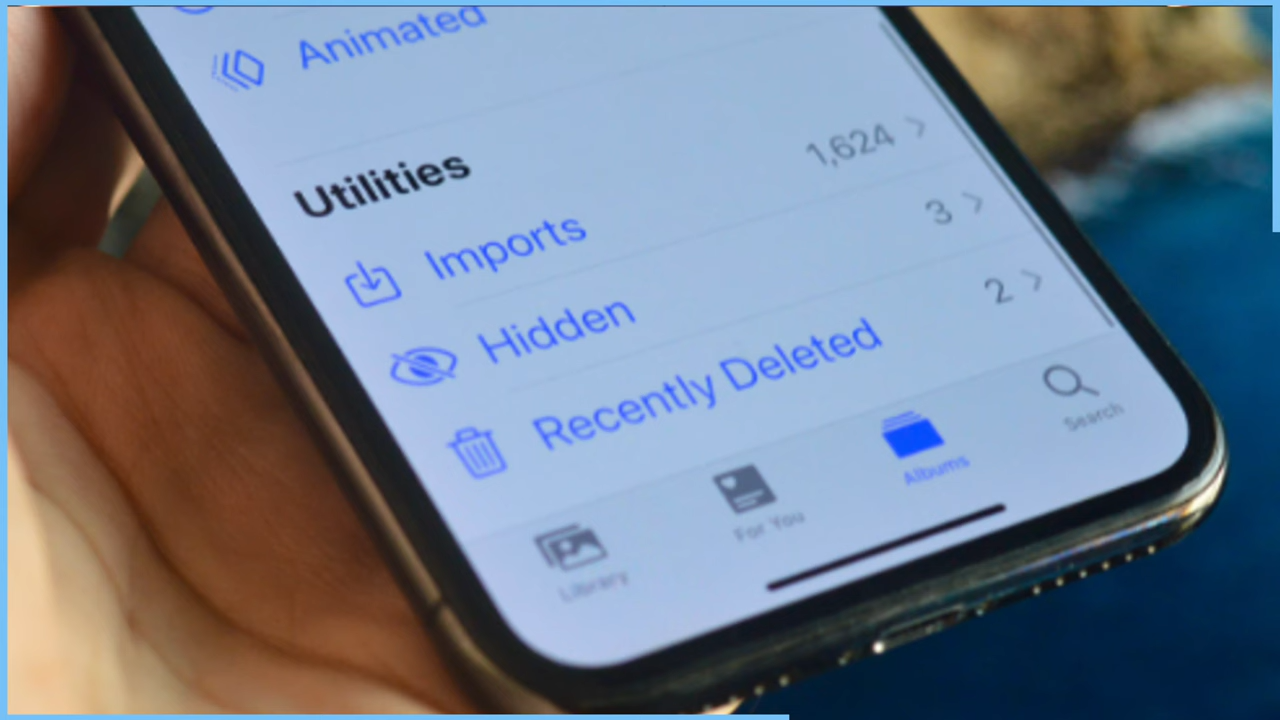 Animated
Utilities
Imports 1,624
Hidden 3
Recently Deleted 2
Library
For You
Albums
Search